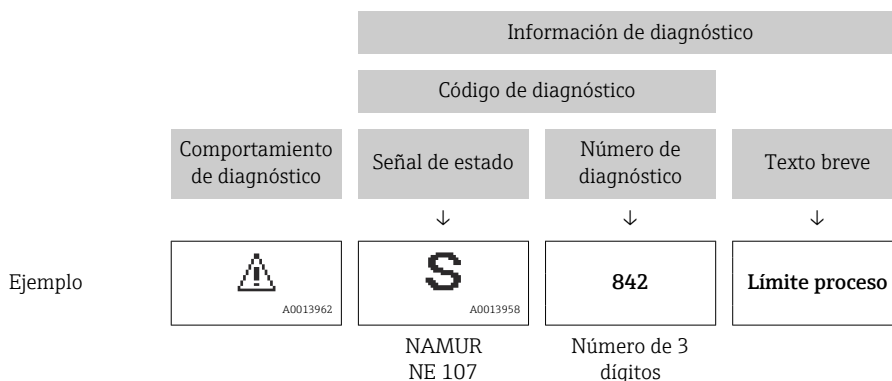 Información de diagnóstico
Código de diagnóstico
Comportamiento
de diagnóstico
Señal de estado
Número de
diagnóstico
Texto breve
↓
↓
↓
Ejemplo
A0013962
S
A0013958
842
Límite proceso
NAMUR
NE 107
Número de 3
dígitos